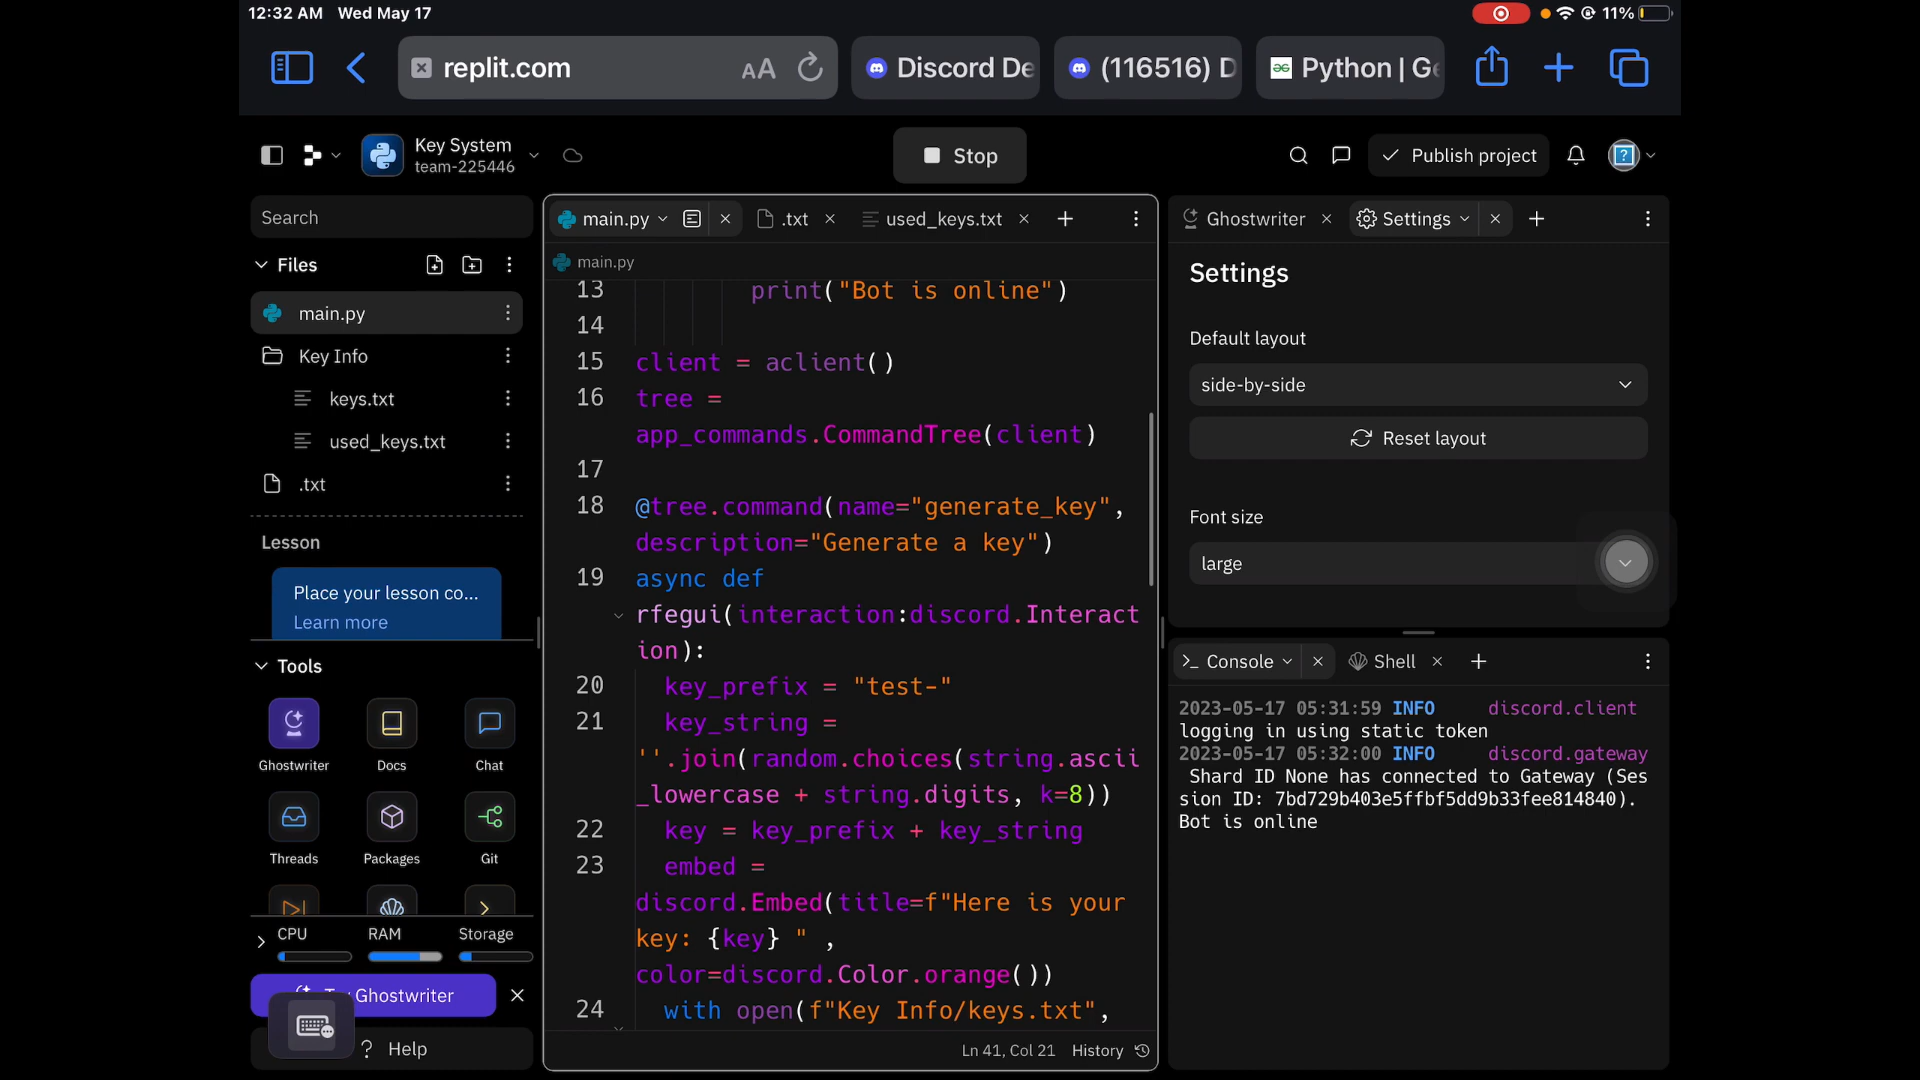 12:32 AM Wed May 17
11%
replit.com
AA
Discord De
(116516) D
Python | Ge
Key System
team-225446
Stop
Publish project
Search
Files
main.py
Key Info
keys.txt
used_keys.txt
.txt
Lesson
Place your lesson co...
Learn more
Tools
Ghostwriter
Docs
Chat
Threads
Packages
Git
CPU
RAM
Storage
Ghostwriter
? Help
main.py
.txt
used_keys.txt
main.py
13 print("Bot is online")
14
15 client = aclient()
16 tree =
app_commands.CommandTree(client)
17
18 @tree.command(name="generate_key",
description="Generate a key")
19 async def
rfegui(interaction:discord.Interact
ion):
20 key_prefix = "test-"
21 key_string =
''.join(random.choices(string.ascii
_lowercase + string.digits, k=8))
22 key = key_prefix + key_string
23 embed =
discord.Embed(title=f"Here is your
key: {key} " ,
color=discord.Color.orange())
24 with open(f"Key Info/keys.txt",
Ln 41, Col 21
History
Ghostwriter
Settings
Settings
Default layout
side-by-side
Reset layout
Font size
large
Console
Shell
2023-05-17 05:31:59 INFO discord.client
logging in using static token
2023-05-17 05:32:00 INFO discord.gateway
Shard ID None has connected to Gateway (Ses
sion ID: 7bd729b403e5ffbf5dd9b33fee814840).
Bot is online